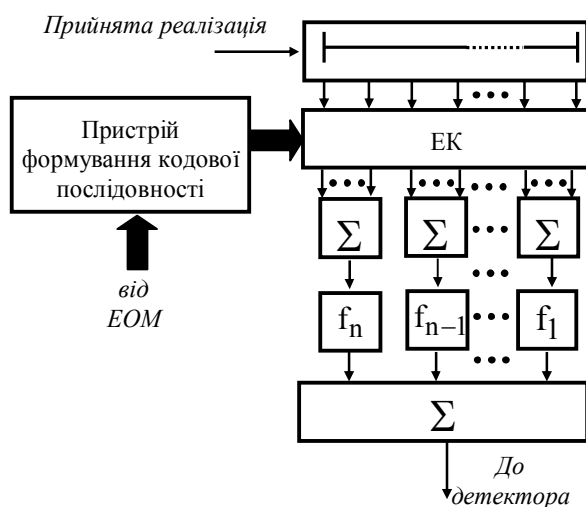 Прийнята реалізація
Пристрій
формування кодової
послідовності
ЕК
від
ЕОМ
Σ Σ Σ
fn fn−1 f1
Σ
До
детектора